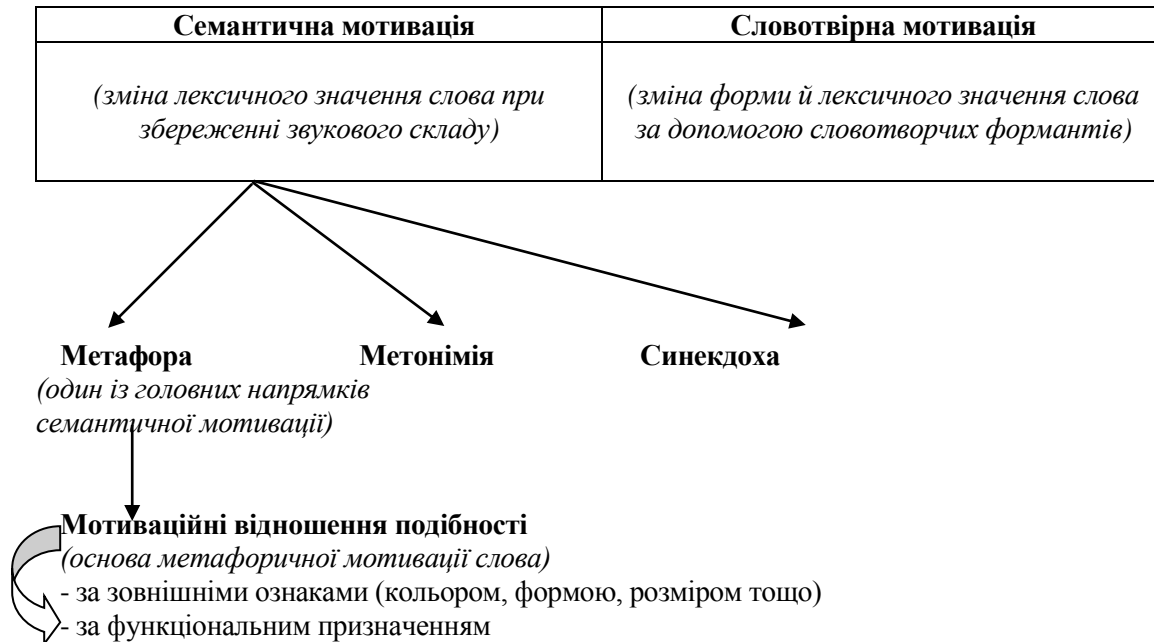 Семантична мотивація
Словотвірна мотивація
(зміна лексичного значення слова при
збереженні звукового складу)
(зміна форми й лексичного значення слова
за допомогою словотворчих формантів)
Метафора
Метонімія
Синекдоха
(один із головних напрямків
семантичної мотивації)
Мотиваційні відношення подібності
(основа метафоричної мотивації слова)
- за зовнішніми ознаками (кольором, формою, розміром тощо)
- за функціональним призначенням